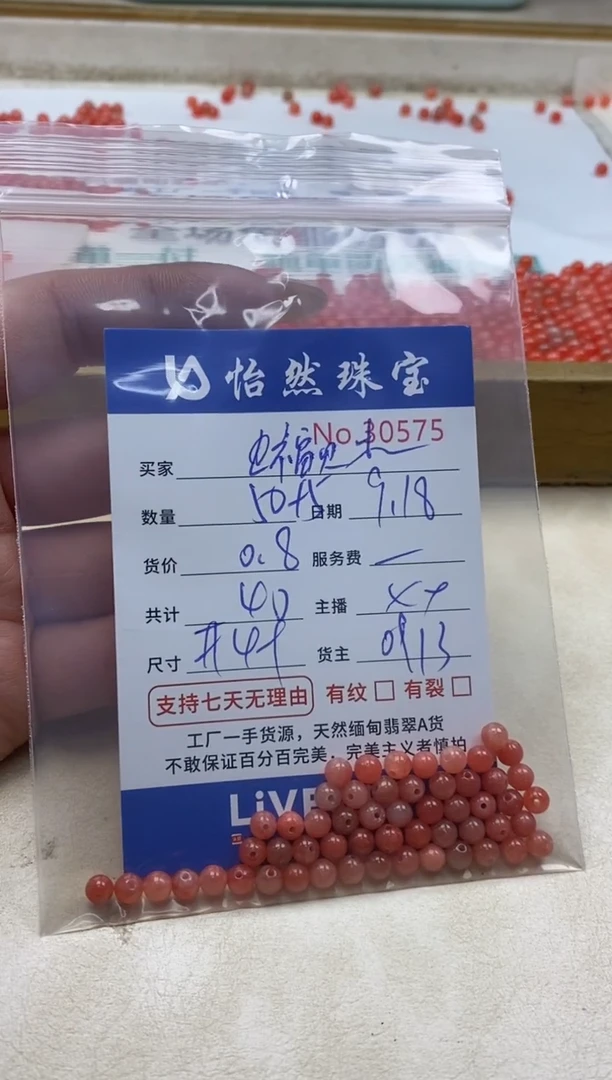 怡然珠宝
No.30575
买家
数量 50 日期 9.18
货价 0.8 服务费
共计 40 主播
尺寸 货主
支持七天无理由 有纹 有裂
工厂一手货源，天然缅甸翡翠A货
不敢保证百分百完美，完美主义者慎拍
LiVE